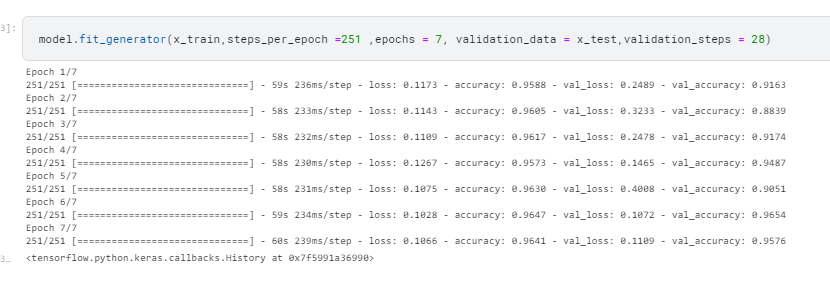 3]:
model.fit_generator(x_train,steps_per_epoch =251 ,epochs = 7, validation_data = x_test,validation_steps = 28)
Epoch 1/7
251/251 [==============================] - 59s 236ms/step - loss: 0.1173 - accuracy: 0.9588 - val_loss: 0.2489 - val_accuracy: 0.9163
Epoch 2/7
251/251 [==============================] - 58s 233ms/step - loss: 0.1143 - accuracy: 0.9605 - val_loss: 0.3233 - val_accuracy: 0.8839
Epoch 3/7
251/251 [==============================] - 58s 232ms/step - loss: 0.1109 - accuracy: 0.9617 - val_loss: 0.2478 - val_accuracy: 0.9174
Epoch 4/7
251/251 [==============================] - 58s 230ms/step - loss: 0.1267 - accuracy: 0.9573 - val_loss: 0.1465 - val_accuracy: 0.9487
Epoch 5/7
251/251 [==============================] - 58s 231ms/step - loss: 0.1075 - accuracy: 0.9630 - val_loss: 0.4008 - val_accuracy: 0.9051
Epoch 6/7
251/251 [==============================] - 59s 234ms/step - loss: 0.1028 - accuracy: 0.9647 - val_loss: 0.1072 - val_accuracy: 0.9654
Epoch 7/7
251/251 [==============================] - 60s 239ms/step - loss: 0.1066 - accuracy: 0.9641 - val_loss: 0.1109 - val_accuracy: 0.9576
3… <tensorflow.python.keras.callbacks.History at 0x7f5991a36990>